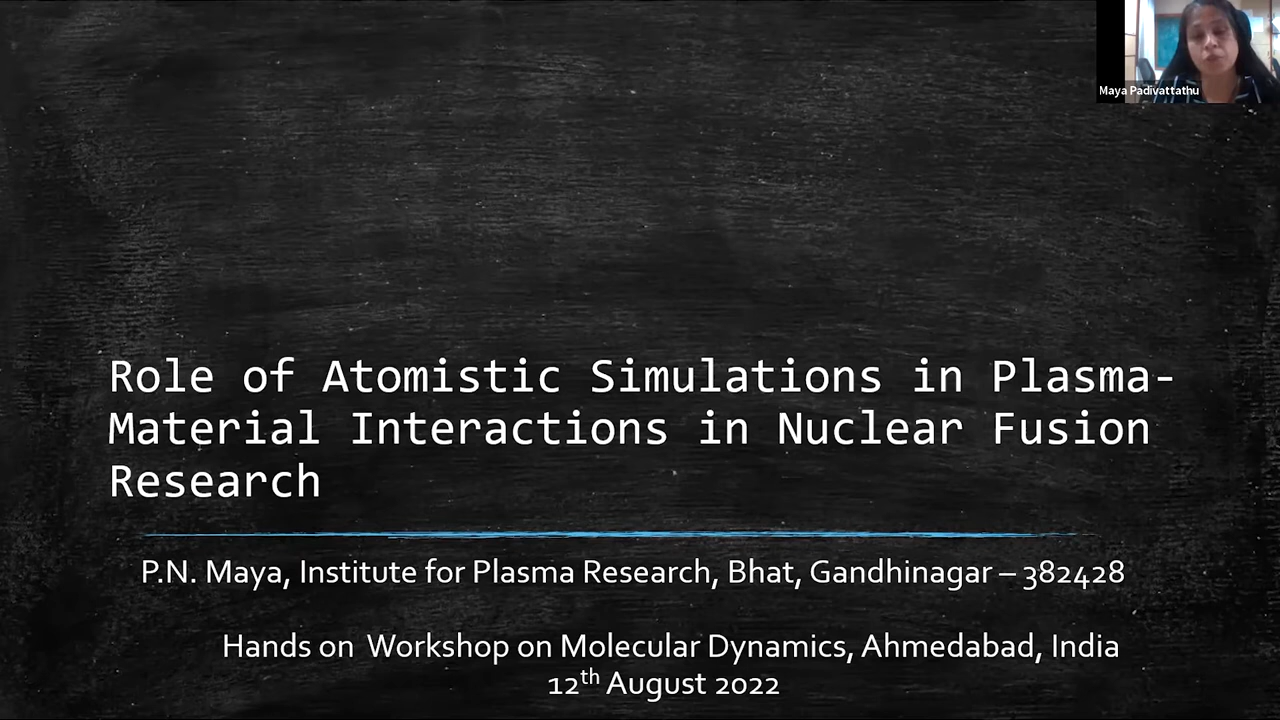 Maya Padivattathu
Role of Atomistic Simulations in Plasma-
Material Interactions in Nuclear Fusion
Research
P.N. Maya, Institute for Plasma Research, Bhat, Gandhinagar – 382428
Hands on Workshop on Molecular Dynamics, Ahmedabad, India
12th August 2022